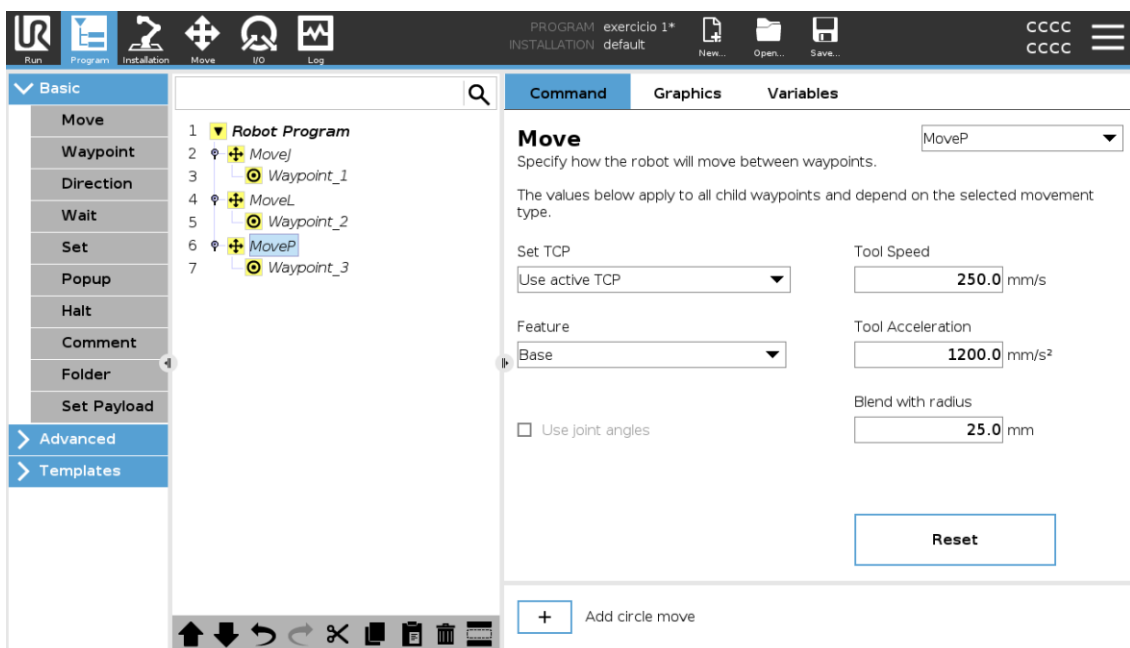 PROGRAM exercicio 1*
INSTALLATION default
CCCC
CCCC
UR
Run
Program
Installation
Move
I/O
Log
New...
Open...
Save...
Basic
Move
Waypoint
Direction
Wait
Set
Popup
Halt
Comment
Folder
Set Payload
Advanced
Templates
1 Robot Program
2 MoveJ
3 Waypoint_1
4 MoveL
5 Waypoint_2
6 MoveP
7 Waypoint_3
Command
Graphics
Variables
Move
MoveP
Specify how the robot will move between waypoints.
The values below apply to all child waypoints and depend on the selected movement
type.
Set TCP
Tool Speed
Use active TCP
250.0 mm/s
Feature
Tool Acceleration
Base
1200.0 mm/s²
Blend with radius
Use joint angles
25.0 mm
Reset
+ Add circle move